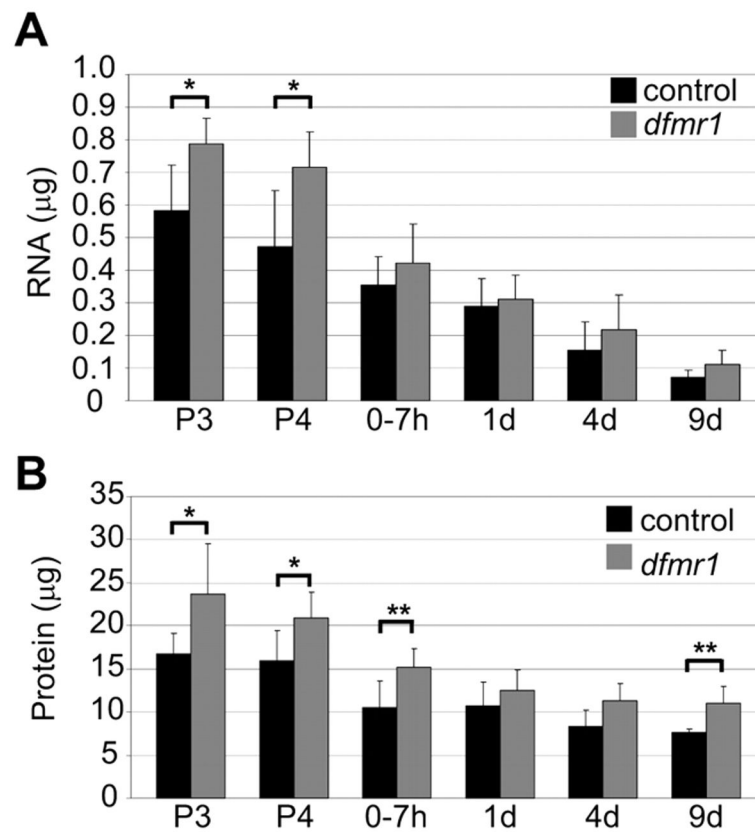 A
1.0
0.9
0.8
0.7
0.6
0.5
0.4
0.3
0.2
0.1
0
RNA (μg)
* *
control
dfmr1
P3 P4 0-7h 1d 4d 9d
B
35
30
25
20
15
10
5
0
Protein (μg)
* * ** **
control
dfmr1
P3 P4 0-7h 1d 4d 9d